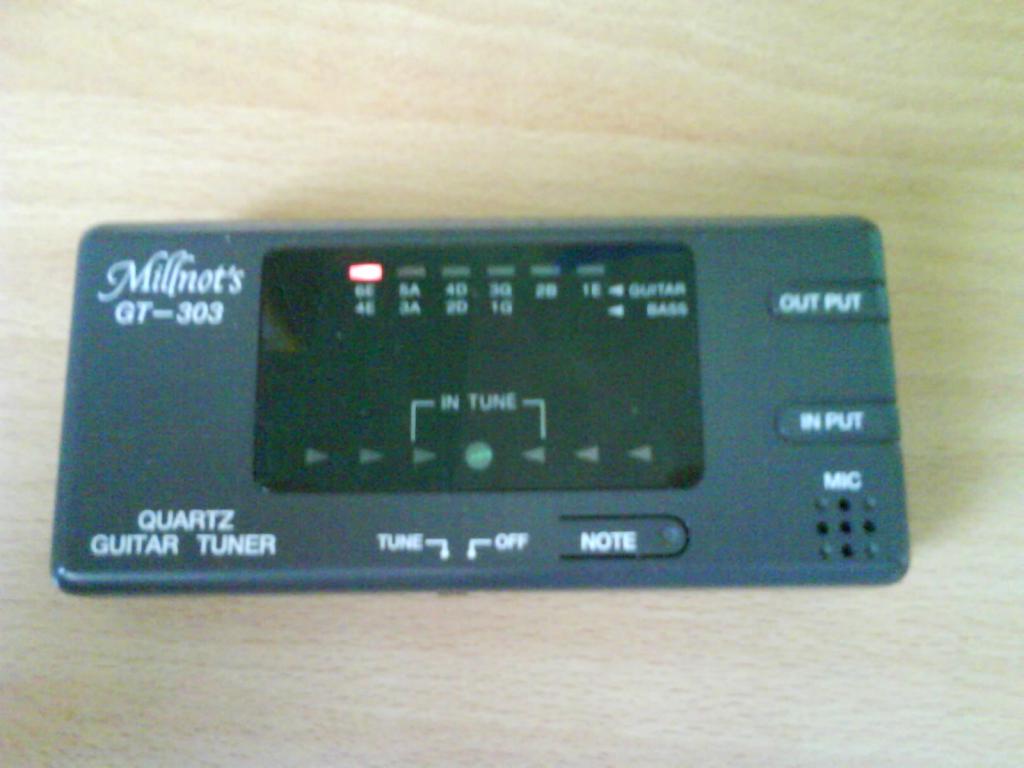 Millnot's
GT-303
6E 5A 4D 3G 2B 1E GUITAR
4E 3A 2D 1G BASS
OUT PUT
IN TUNE
IN PUT
MIC
QUARTZ
GUITAR TUNER
TUNE OFF
NOTE